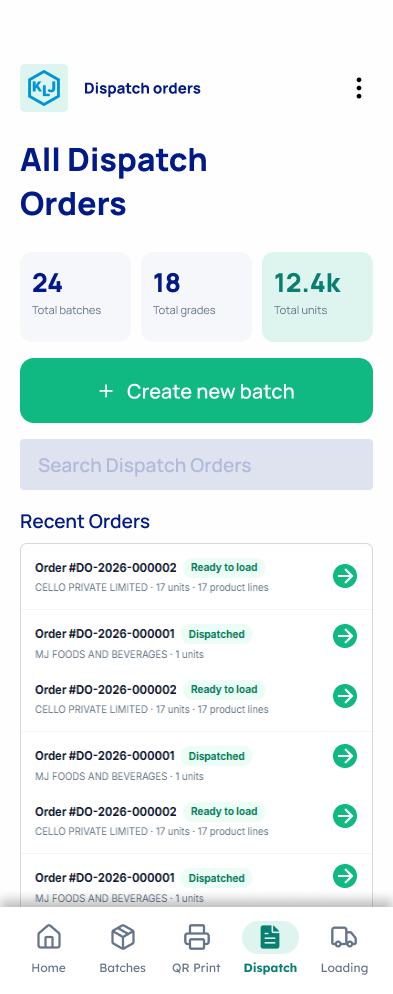 KLJ
Dispatch orders
All Dispatch
Orders
24
Total batches
18
Total grades
12.4k
Total units
+ Create new batch
Search Dispatch Orders
Recent Orders
Order #DO-2026-000002 Ready to load
CELLO PRIVATE LIMITED · 17 units · 17 product lines
Order #DO-2026-000001 Dispatched
MJ FOODS AND BEVERAGES · 1 units
Order #DO-2026-000002 Ready to load
CELLO PRIVATE LIMITED · 17 units · 17 product lines
Order #DO-2026-000001 Dispatched
MJ FOODS AND BEVERAGES · 1 units
Order #DO-2026-000002 Ready to load
CELLO PRIVATE LIMITED · 17 units · 17 product lines
Order #DO-2026-000001 Dispatched
MJ FOODS AND BEVERAGES · 1 units
Home Batches QR Print Dispatch Loading